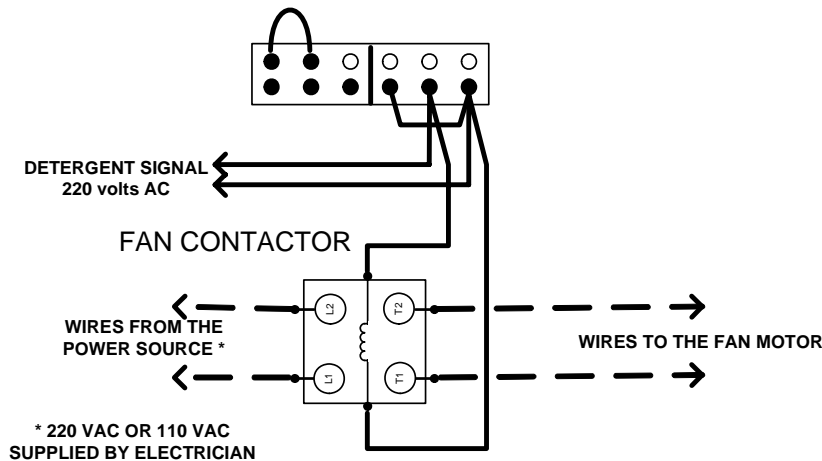 DETERGENT SIGNAL
220 volts AC
FAN CONTACTOR
L2
T2
WIRES FROM THE
POWER SOURCE *
WIRES TO THE FAN MOTOR
L1
T1
* 220 VAC OR 110 VAC
SUPPLIED BY ELECTRICIAN